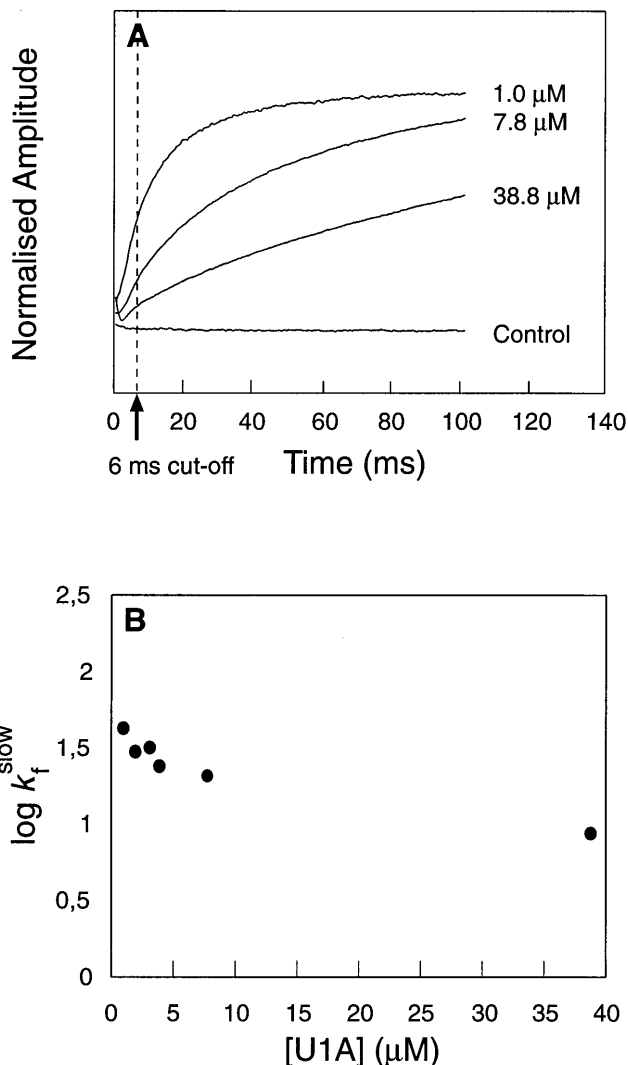 A
Normalised Amplitude
1.0 µM
7.8 µM
38.8 µM
Control
0 20 40 60 80 100 120 140
6 ms cut-off
Time (ms)
B
log k_f^slow
2,5
2
1,5
1
0,5
0
0 5 10 15 20 25 30 35 40
[U1A] (µM)